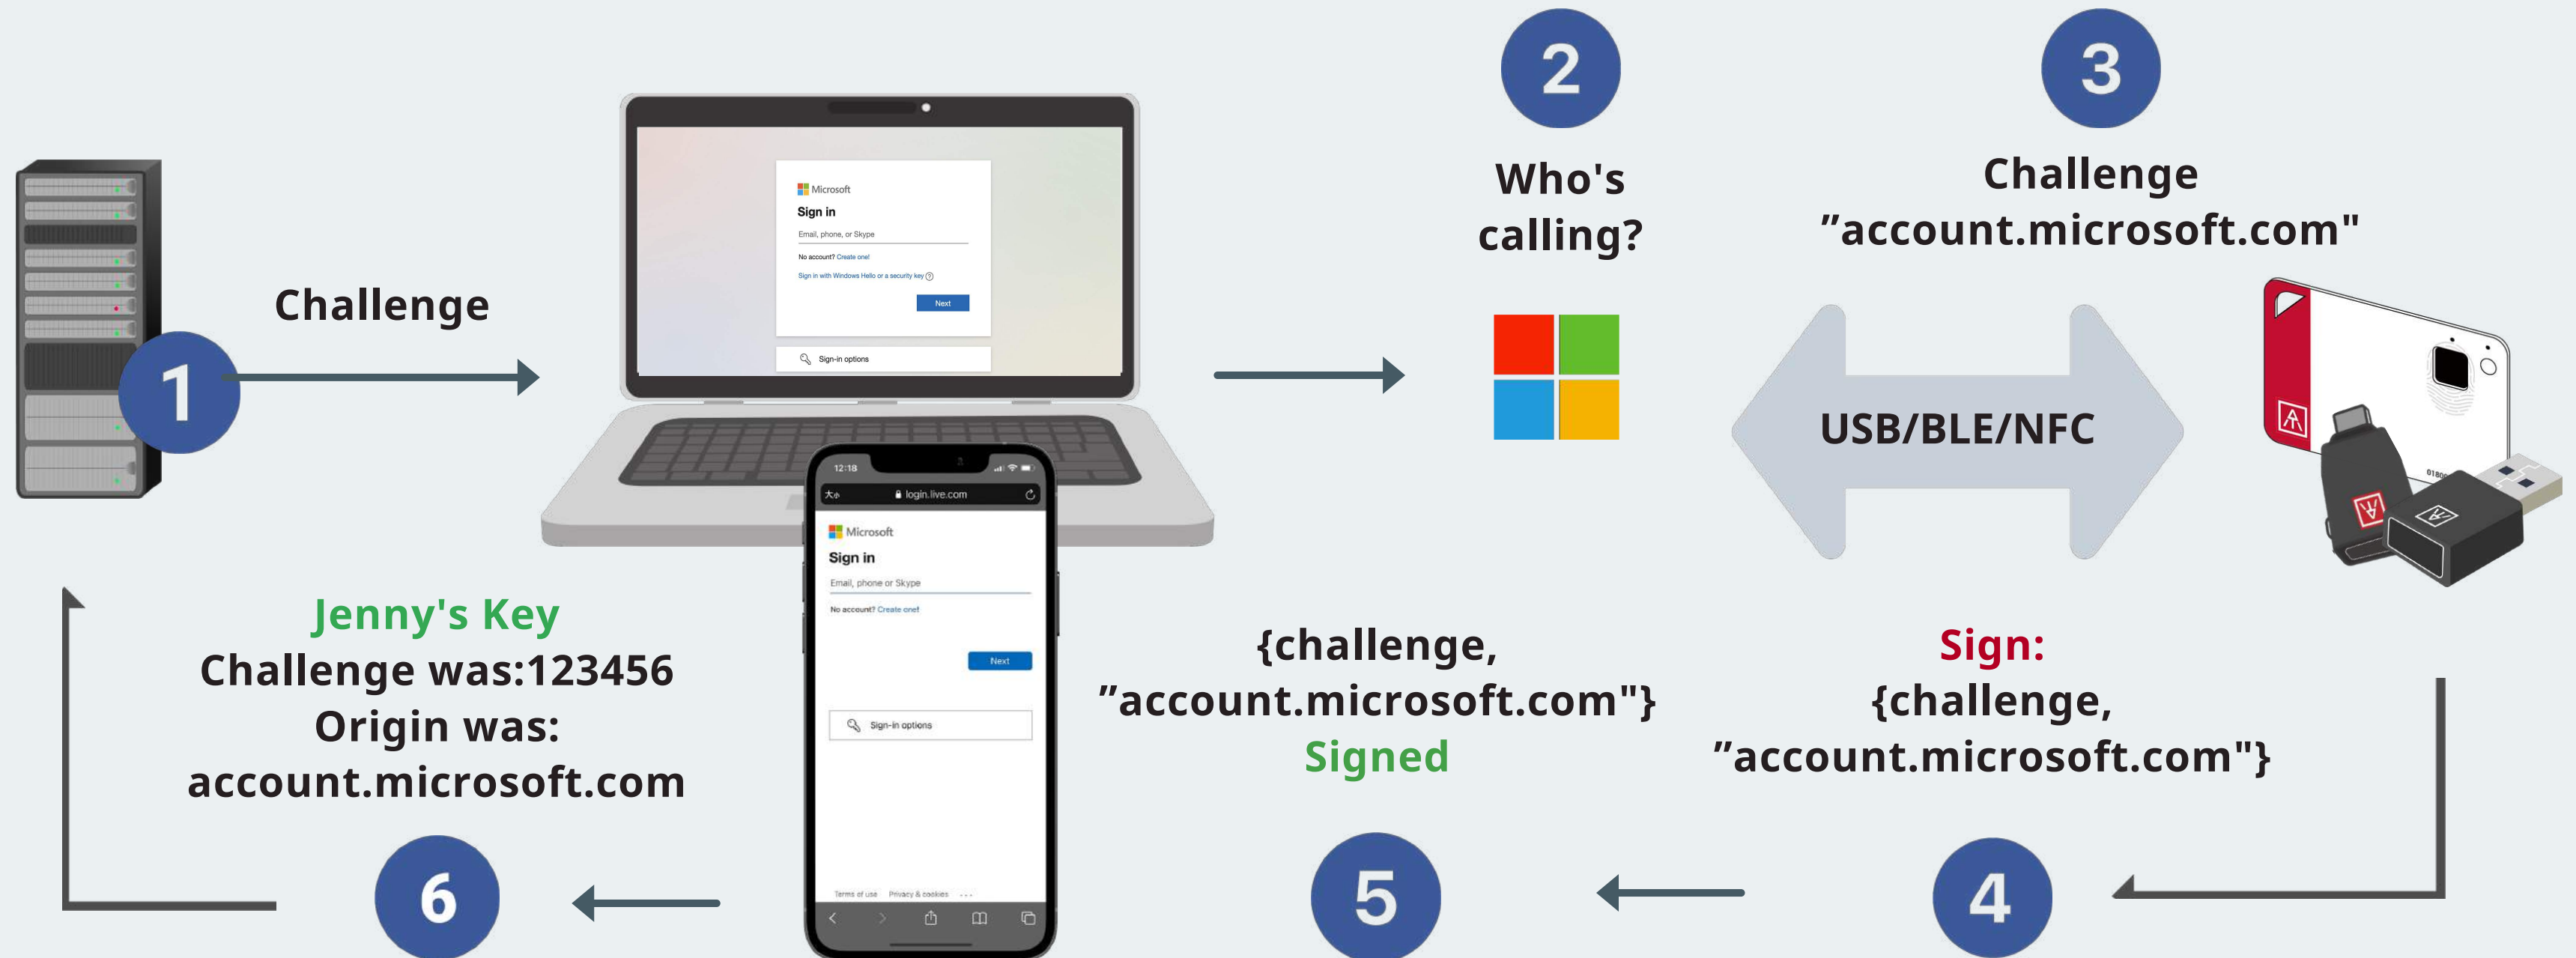 1
Challenge
Microsoft
Sign in
Email, phone, or Skype
No account? Create one!
Sign in with Windows Hello or a security key
Next
Sign-in options
2
Who's
calling?
3
Challenge
”account.microsoft.com"
USB/BLE/NFC
Sign:
{challenge,
”account.microsoft.com"}
4
{challenge,
”account.microsoft.com"}
Signed
5
12:18
大小 login.live.com
Microsoft
Sign in
Email, phone or Skype
No account? Create one!
Next
Sign-in options
Terms of use Privacy & cookies ...
Jenny's Key
Challenge was:123456
Origin was:
account.microsoft.com
6